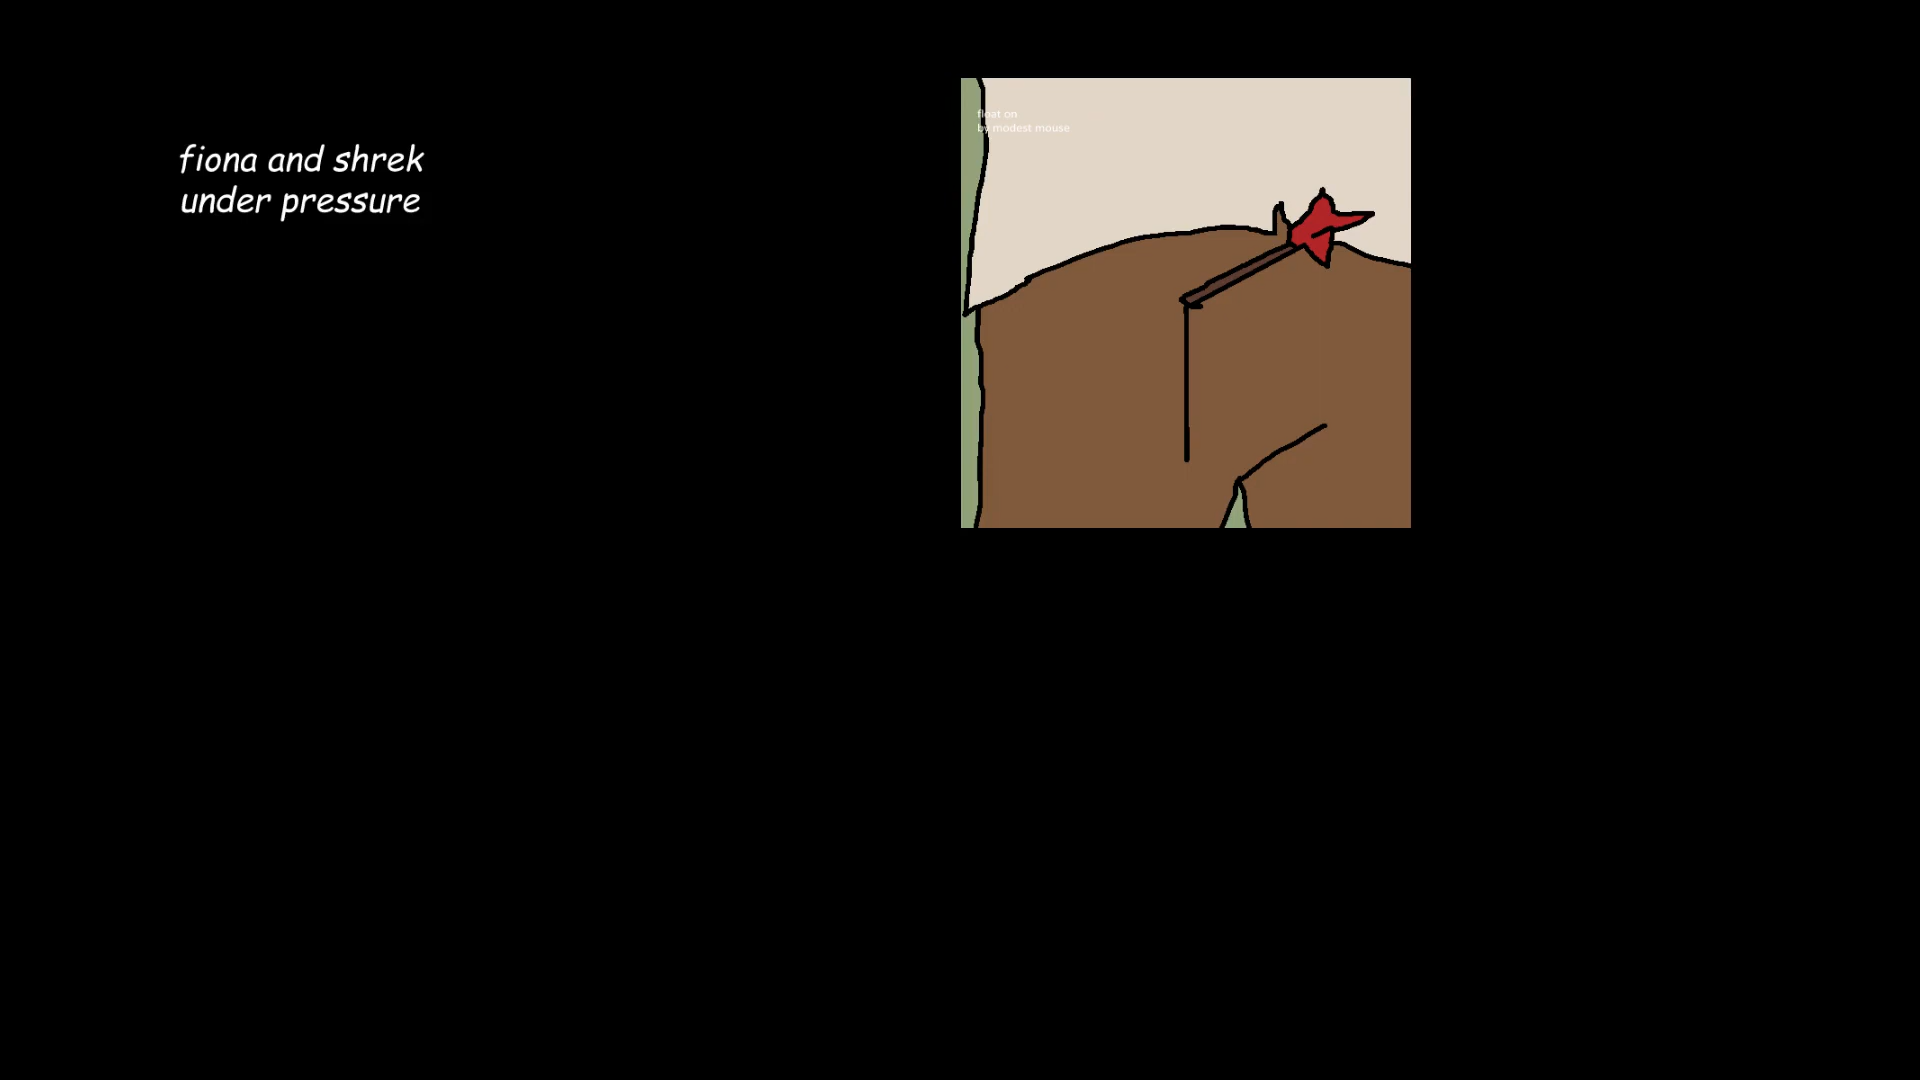 fiona and shrek
under pressure
float on
by modest mouse